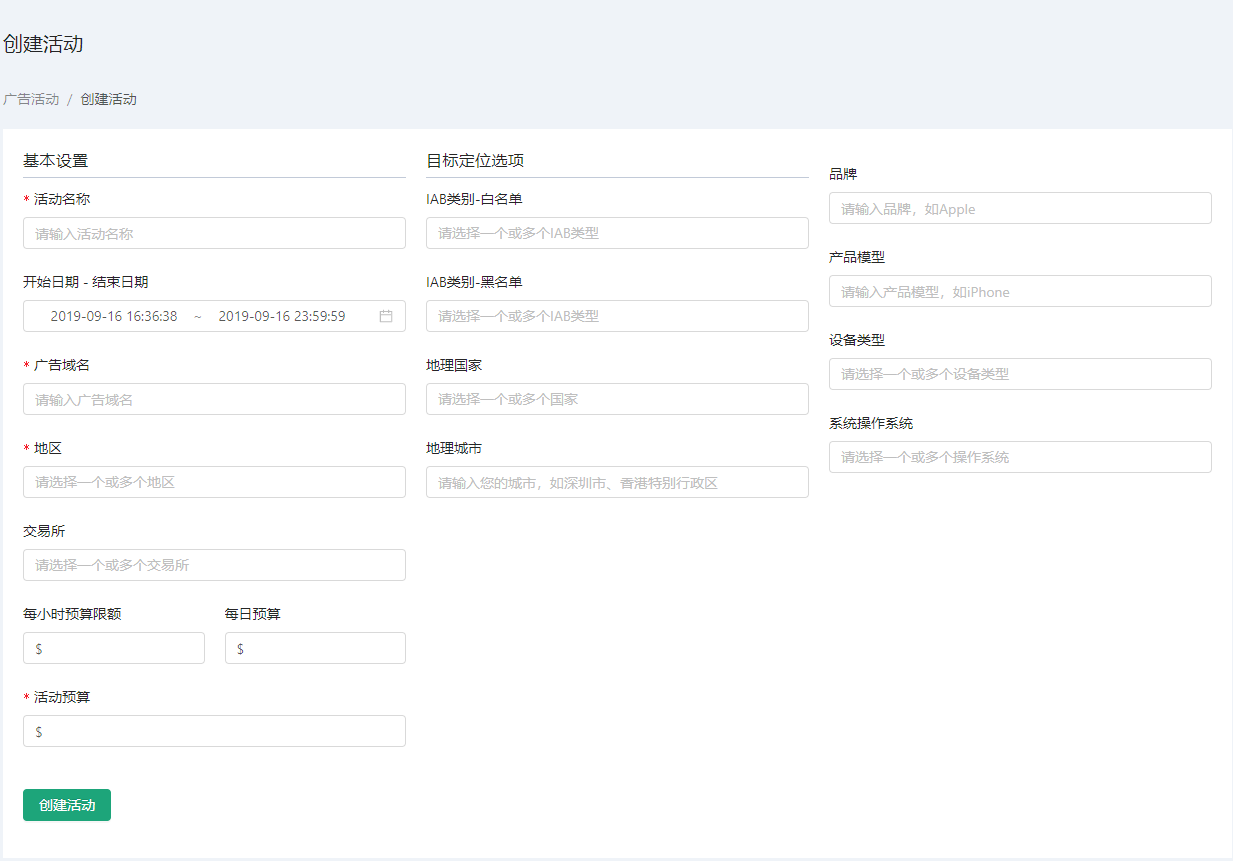 创建活动
广告活动 / 创建活动
基本设置
* 活动名称
请输入活动名称
开始日期 - 结束日期
2019-09-16 16:36:38 ~ 2019-09-16 23:59:59
* 广告域名
请输入广告域名
* 地区
请选择一个或多个地区
交易所
请选择一个或多个交易所
每小时预算限额 每日预算
$ $
* 活动预算
$
创建活动
目标定位选项
IAB类别-白名单
请选择一个或多个IAB类型
IAB类别-黑名单
请选择一个或多个IAB类型
地理国家
请选择一个或多个国家
地理城市
请输入您的城市，如深圳市、香港特别行政区
品牌
请输入品牌，如Apple
产品模型
请输入产品模型，如iPhone
设备类型
请选择一个或多个设备类型
系统操作系统
请选择一个或多个操作系统